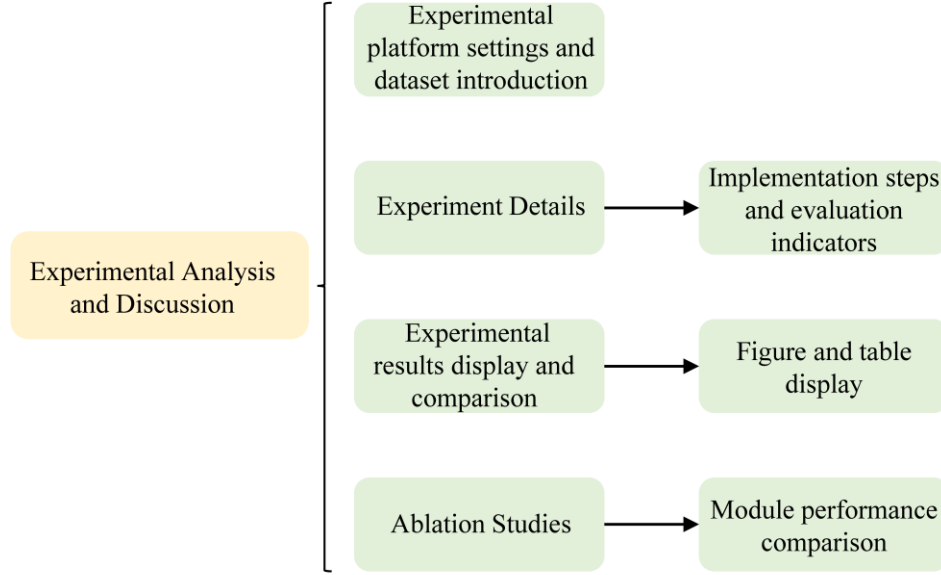 Experimental
platform settings and
dataset introduction
Experiment Details
Implementation steps
and evaluation
indicators
Experimental Analysis
and Discussion
Experimental
results display and
comparison
Figure and table
display
Ablation Studies
Module performance
comparison